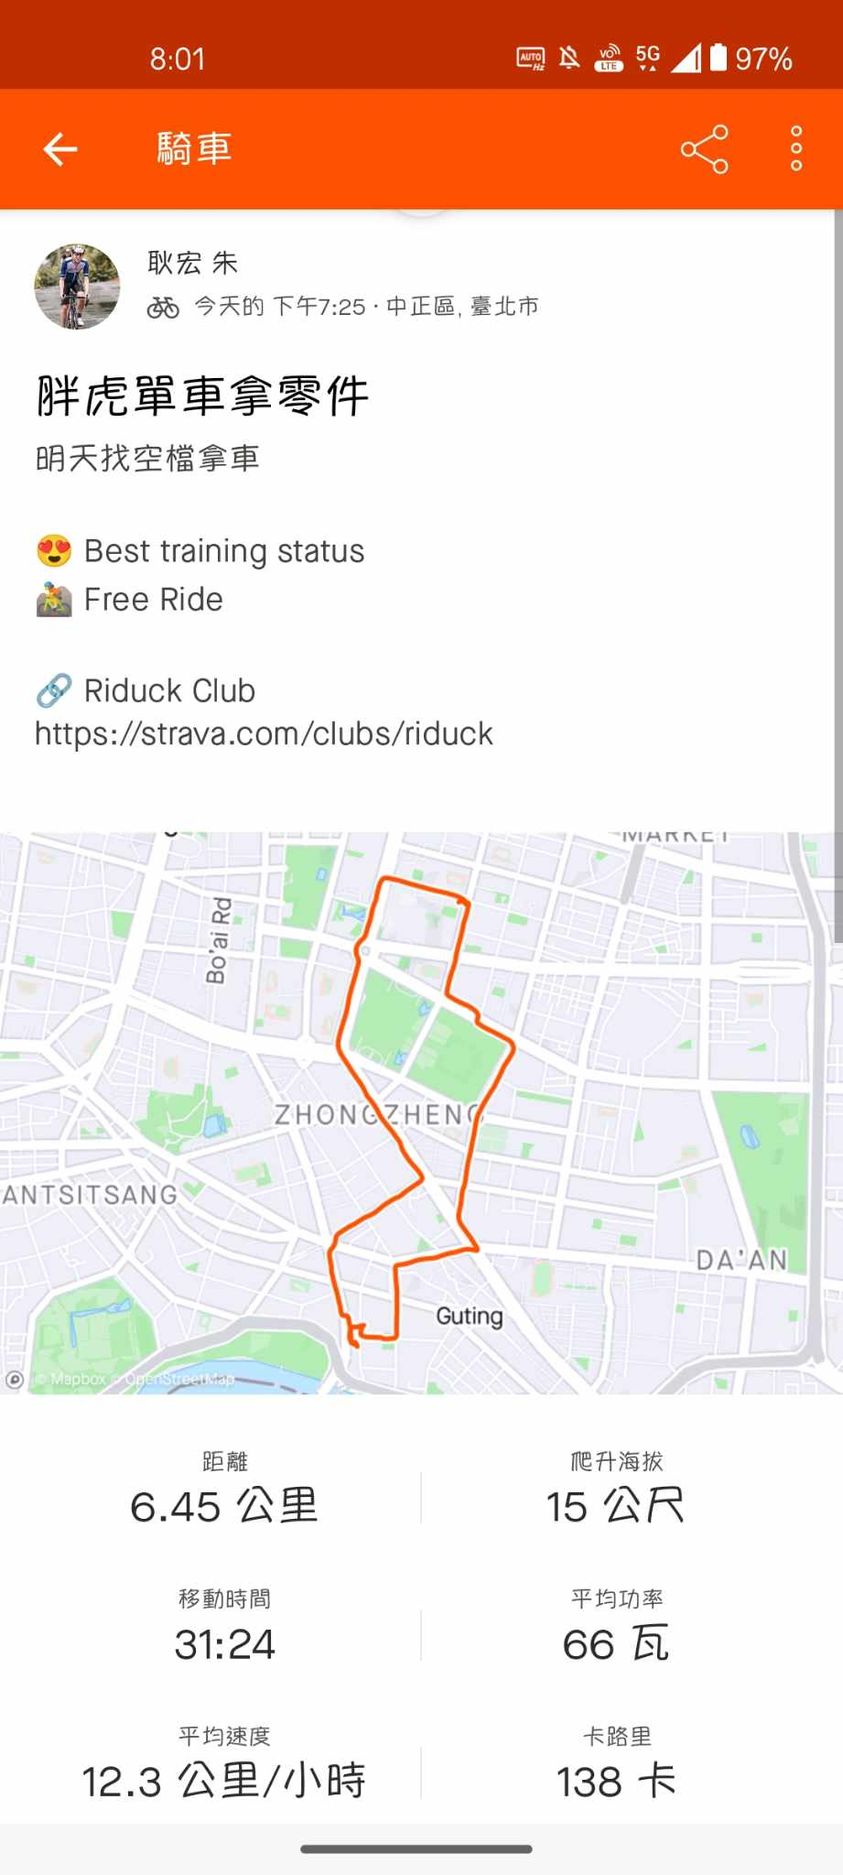 8:01 AUTO Hz VO LTE 5G 97%
騎車
耿宏 朱
今天的 下午7:25 · 中正區, 臺北市
胖虎單車拿零件
明天找空檔拿車
😍 Best training status
🚵 Free Ride
🔗 Riduck Club
https://strava.com/clubs/riduck
MARKET
Bo'ai Rd
ZHONGZHENG
ANTSITSANG
DA'AN
Guting
© Mapbox © OpenStreetMap
距離 爬升海拔
6.45 公里 15 公尺
移動時間 平均功率
31:24 66 瓦
平均速度 卡路里
12.3 公里/小時 138 卡